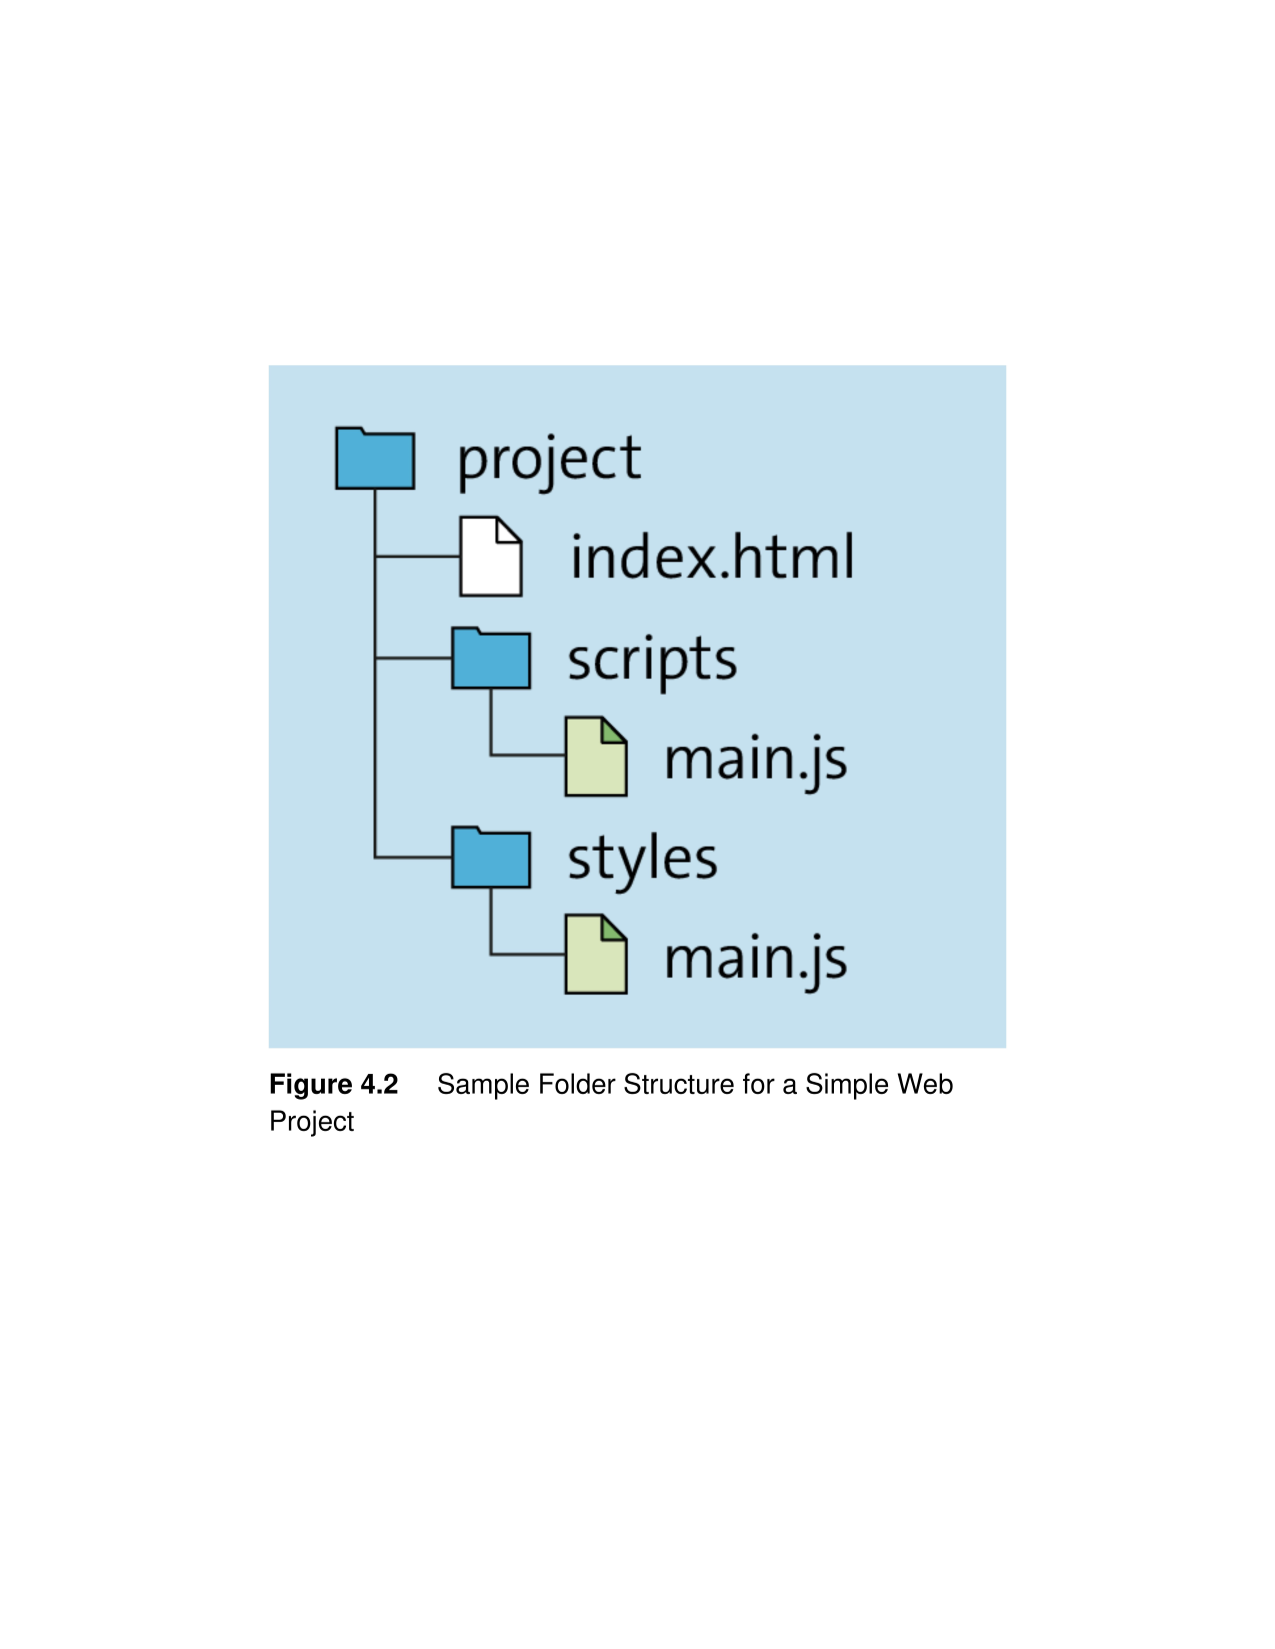 project
index.html
scripts
main.js
styles
main.js
Figure 4.2 Sample Folder Structure for a Simple Web
Project